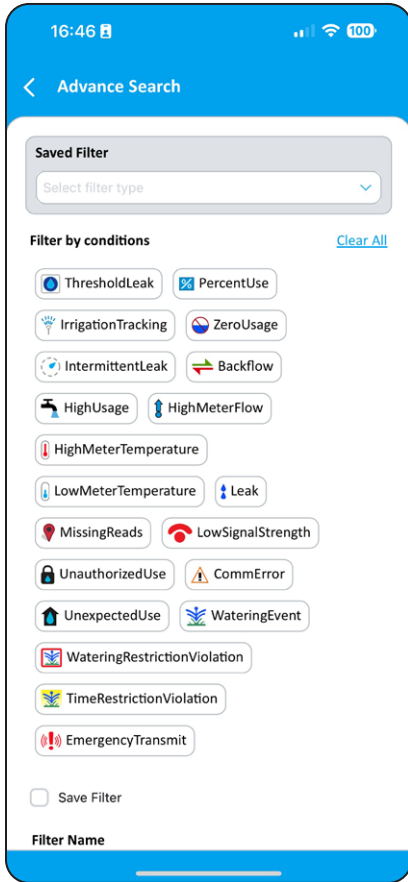 16:46
100
Advance Search
Saved Filter
Select filter type
Filter by conditions Clear All
ThresholdLeak % PercentUse
IrrigationTracking ZeroUsage
IntermittentLeak Backflow
HighUsage HighMeterFlow
HighMeterTemperature
LowMeterTemperature Leak
MissingReads LowSignalStrength
UnauthorizedUse CommError
UnexpectedUse WateringEvent
WateringRestrictionViolation
TimeRestrictionViolation
EmergencyTransmit
Save Filter
Filter Name